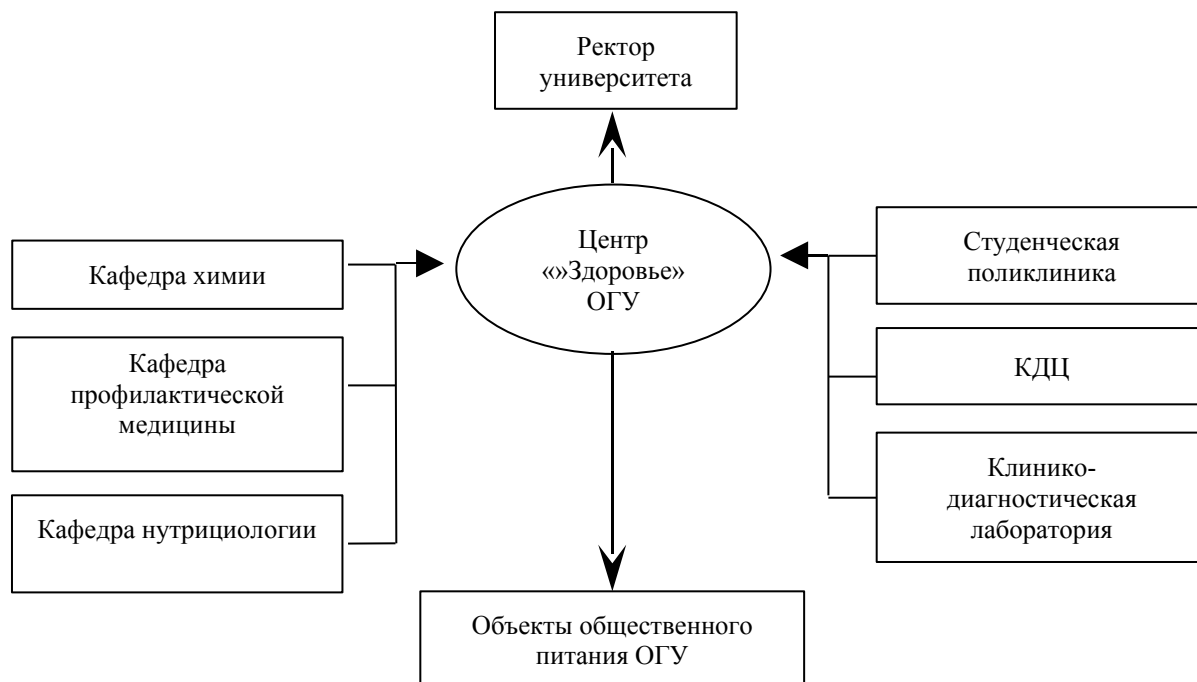 Ректор
университета
Центр
«»Здоровье»
ОГУ
Кафедра химии
Кафедра
профилактической
медицины
Кафедра нутрициологии
Студенческая
поликлиника
КДЦ
Клинико-
диагностическая
лаборатория
Объекты общественного
питания ОГУ